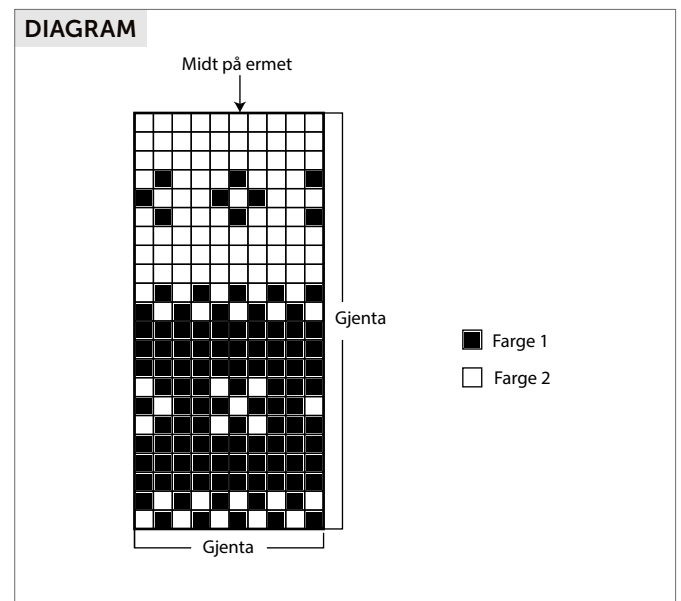 DIAGRAM
Midt på ermet
Gjenta
Farge 1
Farge 2
Gjenta